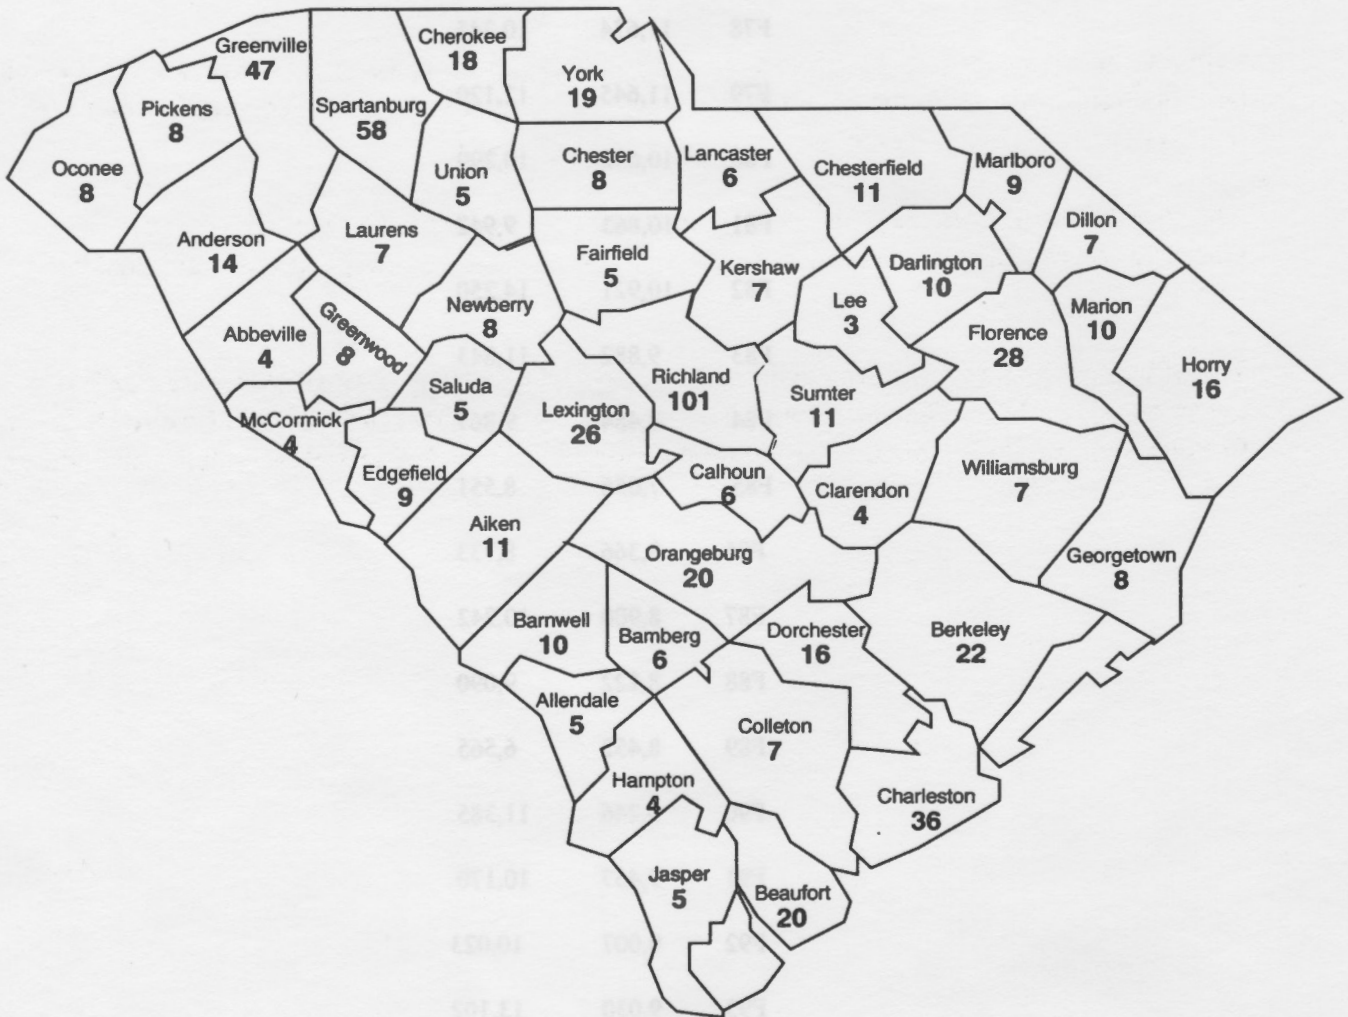 Greenville
47
Cherokee
18
York
19
Pickens
8
Spartanburg
58
Oconee
8
Union
5
Chester
8
Lancaster
6
Chesterfield
11
Marlboro
9
Dillon
7
Anderson
14
Laurens
7
Fairfield
5
Kershaw
7
Darlington
10
Lee
3
Marion
10
Newberry
8
Abbeville
4
Greenwood
8
Florence
28
Horry
16
Saluda
5
Richland
101
Sumter
11
Lexington
26
McCormick
4
Edgefield
9
Calhoun
6
Clarendon
4
Williamsburg
7
Aiken
11
Orangeburg
20
Georgetown
8
Barnwell
10
Bamberg
6
Dorchester
16
Berkeley
22
Allendale
5
Colleton
7
Hampton
4
Charleston
36
Jasper
5
Beaufort
20